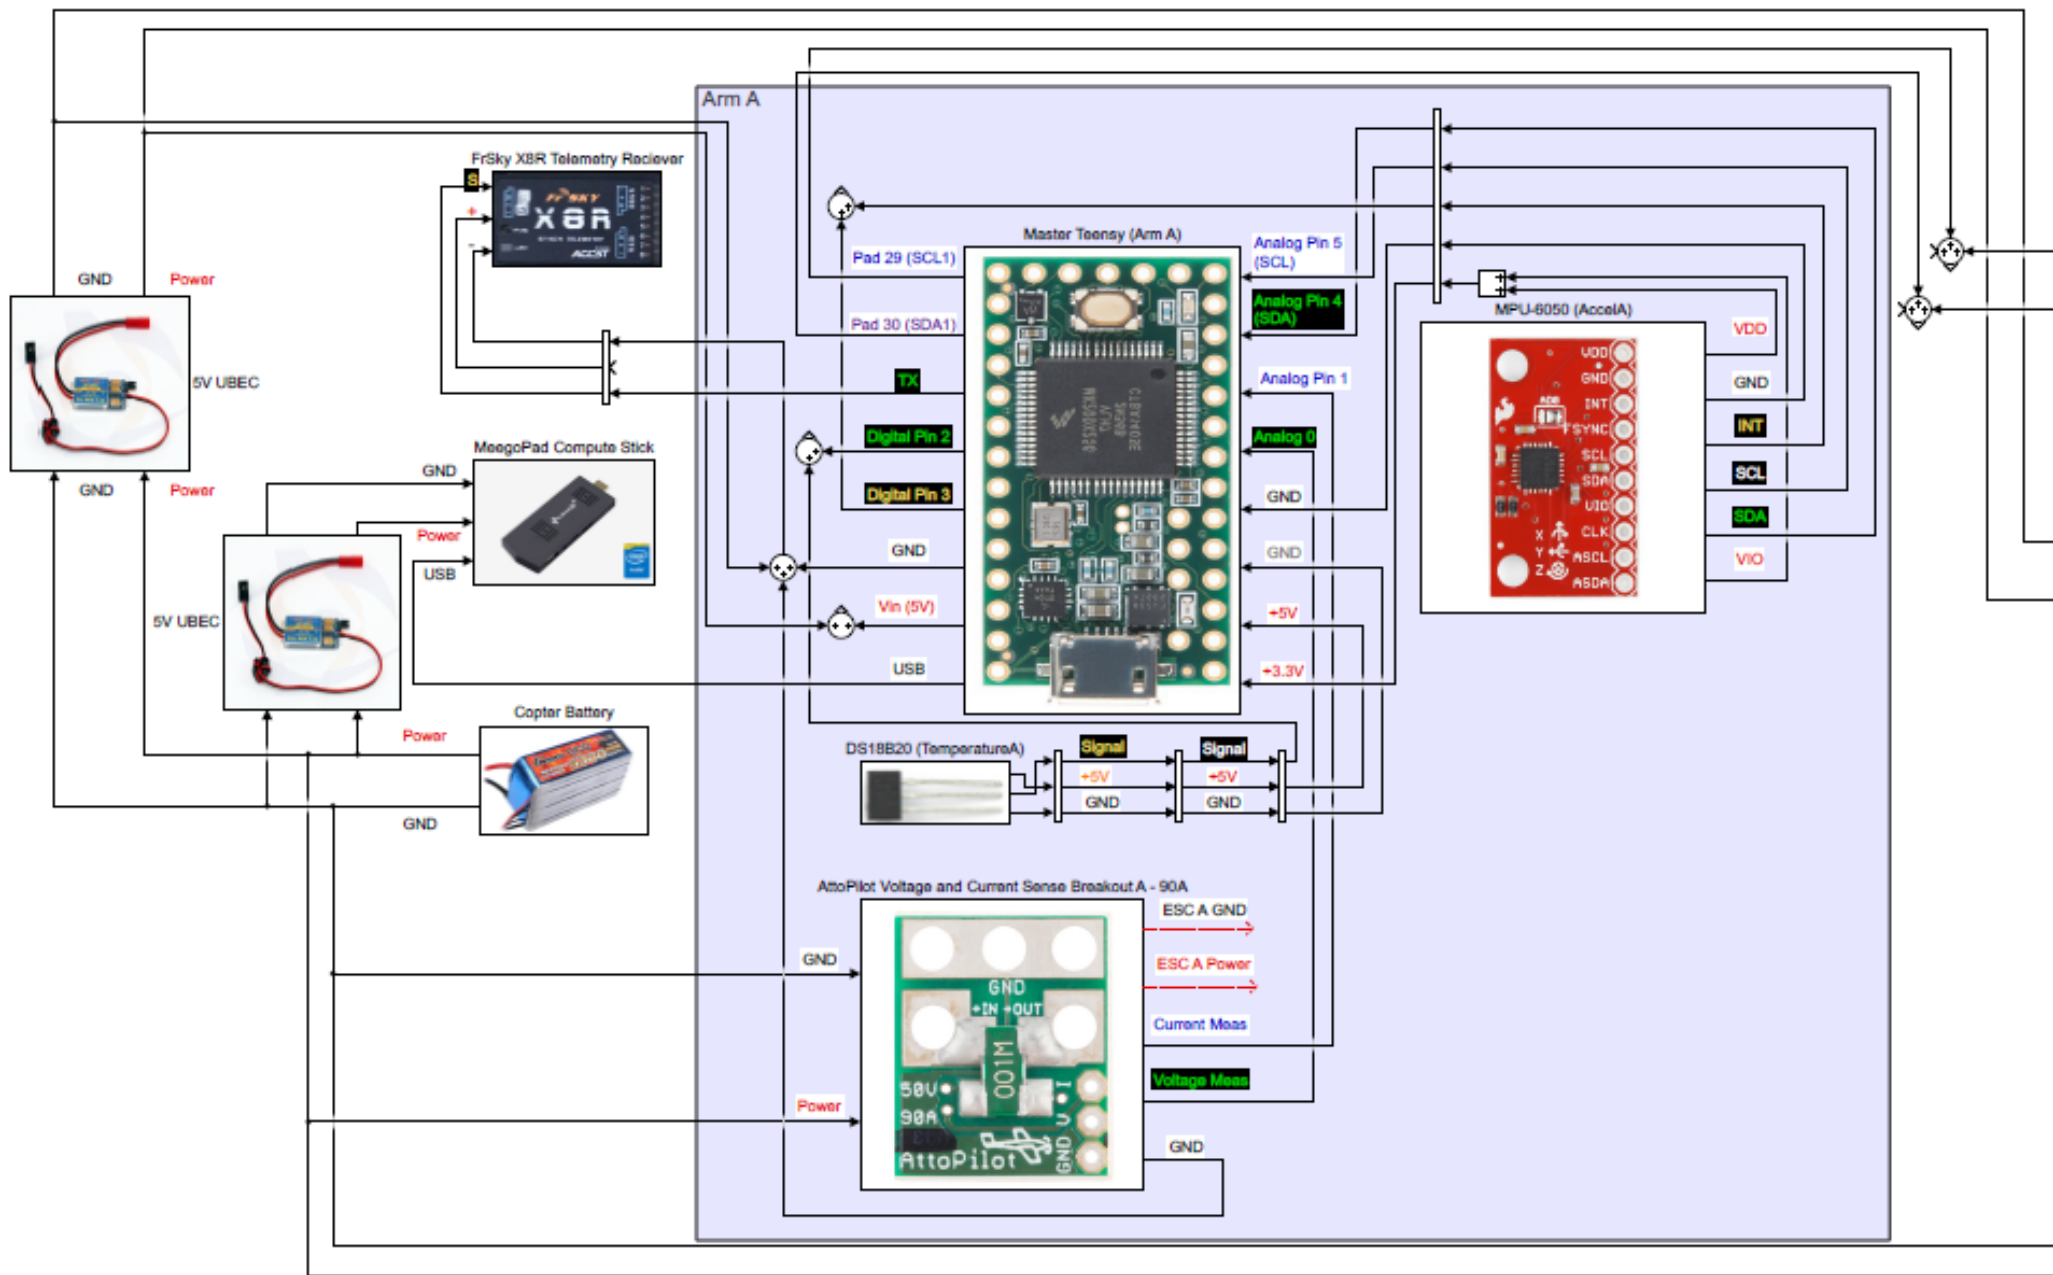 Arm A
FrSky X8R Telemetry Reciever
S
+
-
FrSKY
X8R
ACCST
GND
Power
5V UBEC
GND
Power
MeegoPad Compute Stick
GND
Power
USB
5V UBEC
Copter Battery
Power
GND
Master Teensy (Arm A)
Pad 29 (SCL1)
Pad 30 (SDA1)
TX
Digital Pin 2
Digital Pin 3
GND
Vin (5V)
USB
Analog Pin 5
(SCL)
Analog Pin 4
(SDA)
Analog Pin 1
Analog 0
GND
GND
+5V
+3.3V
MPU-6050 (AccelA)
VDD
GND
INT
FSYNC
SCL
SDA
VIO
CLK
ASCL
ASDA
X
Y
Z
VDD
GND
INT
SCL
SDA
VIO
DS18B20 (TemperatureA)
Signal
+5V
GND
Signal
+5V
GND
AttoPilot Voltage and Current Sense Breakout A - 90A
GND
Power
GND
+IN +OUT
001M
50V
90A
AttoPilot
I
V
GND
ESC A GND
ESC A Power
Current Meas
Voltage Meas
GND